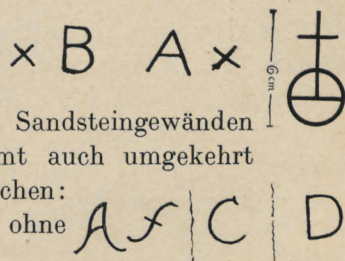 × B A × 6 cm
Sandsteingewänden
mt auch umgekehrt
chen:
ohne A f C D